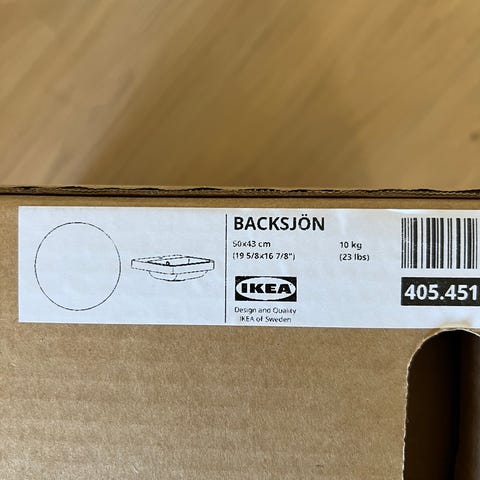 BACKSJÖN
50x43 cm
(19 5/8x16 7/8")
10 kg
(23 lbs)
IKEA
Design and Quality
IKEA of Sweden
405.451